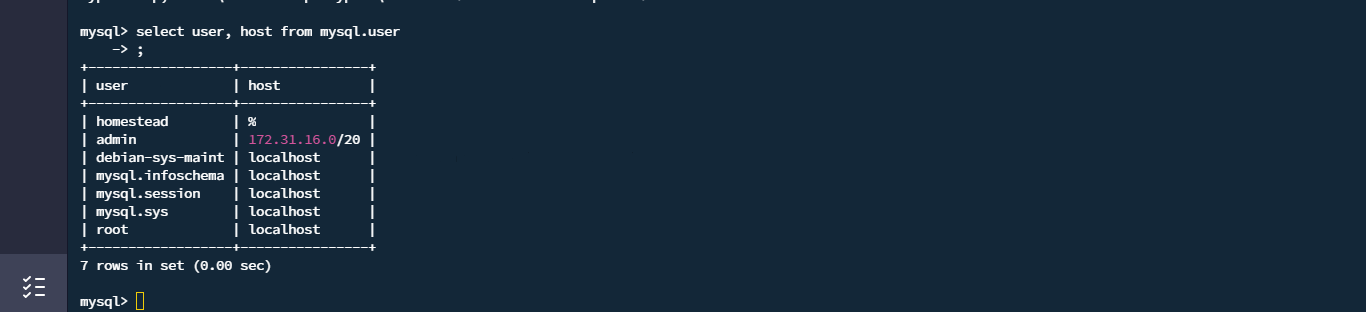 mysql> select user, host from mysql.user
    -> ;
+------------------+----------------+
| user             | host           |
+------------------+----------------+
| homestead        | %              |
| admin            | 172.31.16.0/20 |
| debian-sys-maint | localhost      |
| mysql.infoschema | localhost      |
| mysql.session    | localhost      |
| mysql.sys        | localhost      |
| root             | localhost      |
+------------------+----------------+
7 rows in set (0.00 sec)
mysql>